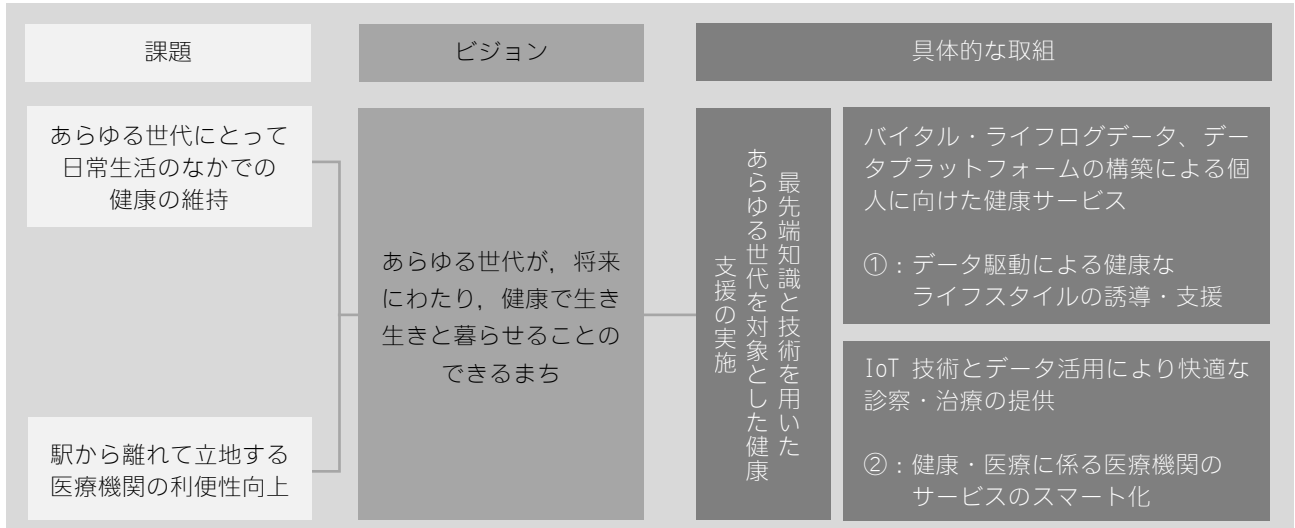 課題
ビジョン
具体的な取組
あらゆる世代にとって
日常生活のなかでの
健康の維持
駅から離れて立地する
医療機関の利便性向上
あらゆる世代が，将来
にわたり，健康で生き
生きと暮らせることの
できるまち
最先端知識と技術を用いた
あらゆる世代を対象とした健康
支援の実施
バイタル・ライフログデータ、デー
タプラットフォームの構築による個
人に向けた健康サービス
①：データ駆動による健康な
ライフスタイルの誘導・支援
IoT 技術とデータ活用により快適な
診察・治療の提供
②：健康・医療に係る医療機関の
サービスのスマート化